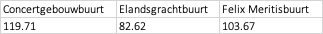 Concertgebouwbuurt Elandsgrachtbuurt Felix Meritisbuurt
119.71 82.62 103.67